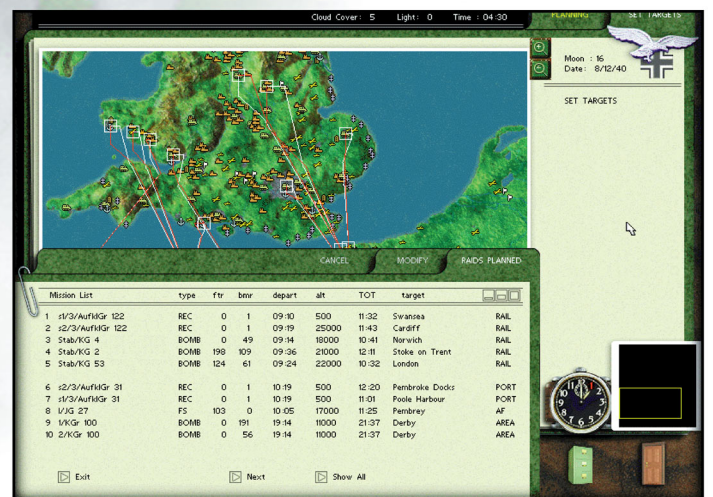 Cloud Cover: 5 Light: 0 Time : 04:30 PLANNING SET TARGETS
Moon : 16
Date: 8/12/40
SET TARGETS
CANCEL MODIFY RAIDS PLANNED
Mission List type ftr bmr depart alt TOT target
1 s1/3/AufklGr 122 REC 0 1 09:10 500 11:32 Swansea RAIL
2 s2/3/AufklGr 122 REC 0 1 09:19 25000 11:43 Cardiff RAIL
3 Stab/KG 4 BOMB 0 49 09:14 18000 10:41 Norwich RAIL
4 Stab/KG 2 BOMB 198 109 09:36 21000 12:11 Stoke on Trent RAIL
5 Stab/KG 53 BOMB 124 61 09:24 22000 10:32 London RAIL
6 s2/3/AufklGr 31 REC 0 1 10:19 500 12:20 Pembroke Docks PORT
7 s1/3/AufklGr 31 REC 0 1 10:19 500 11:01 Poole Harbour PORT
8 I/JG 27 FS 103 0 10:05 17000 11:25 Pembrey AF
9 1/KGr 100 BOMB 0 191 19:14 11000 21:37 Derby AREA
10 2/KGr 100 BOMB 0 56 19:14 11000 21:37 Derby AREA
Exit Next Show All